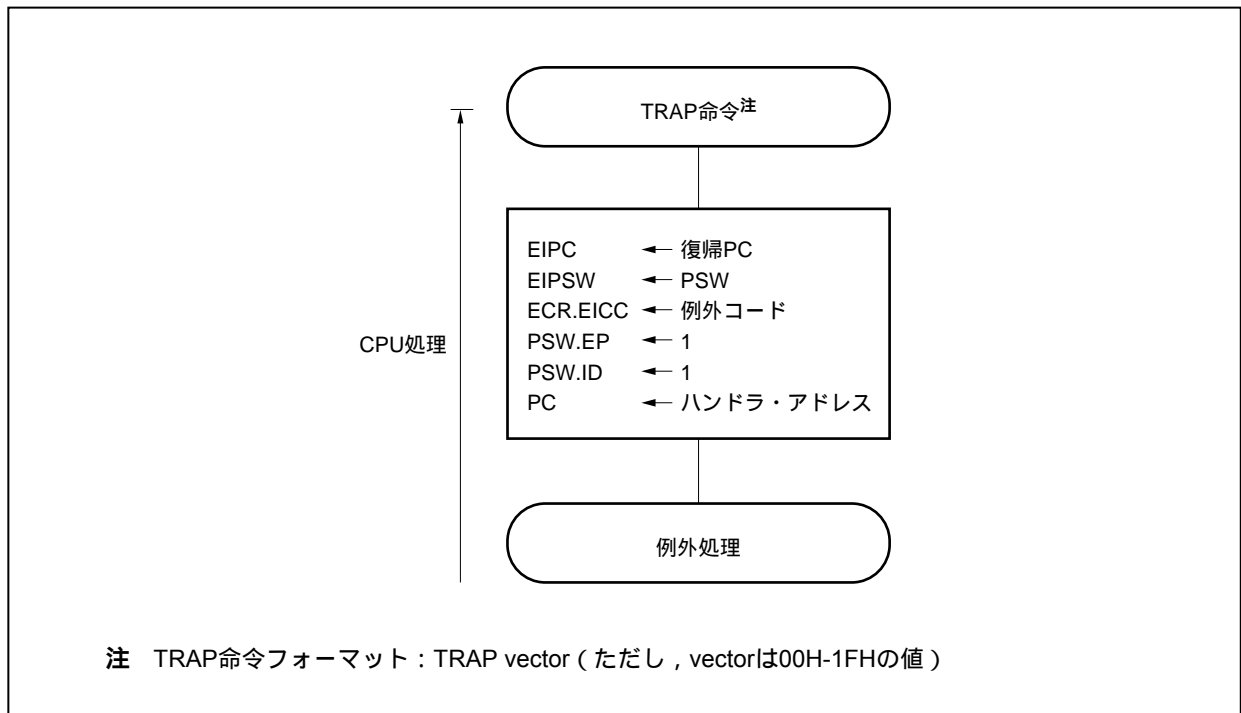 TRAP命令注
EIPC ← 復帰PC
EIPSW ← PSW
ECR.EICC ← 例外コード
PSW.EP ← 1
PSW.ID ← 1
PC ← ハンドラ・アドレス
CPU処理
例外処理
注 TRAP命令フォーマット：TRAP vector（ただし，vectorは00H-1FHの値）